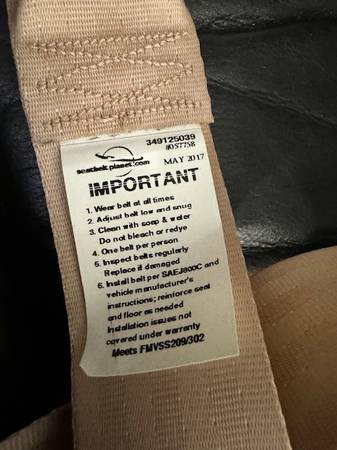 349125039
#057758
seatbelt planet.com
MAY 2017
IMPORTANT
1. Wear belt at all times
2. Adjust belt low and snug
3. Clean with soap & water
Do not bleach or redye
4. One belt per person
5. Inspect belts regularly
Replace if damaged
6. Install belt per SAEJ800C and
vehicle manufacturer's
instructions; reinforce seat
and floor as needed
Installation issues not
covered under warranty
Meets FMVSS209/302